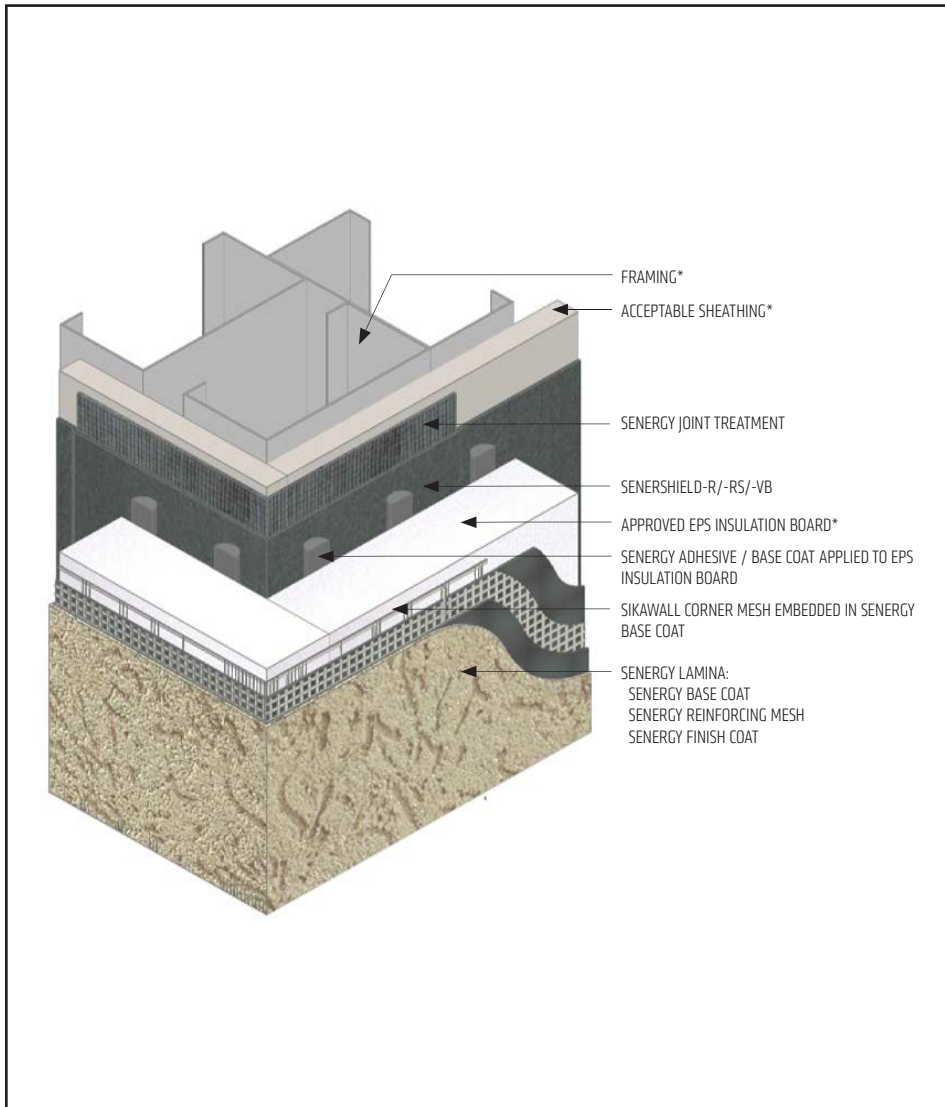 FRAMING*
ACCEPTABLE SHEATHING*
SENERGY JOINT TREATMENT
SENERSHIELD-R/-RS/-VB
APPROVED EPS INSULATION BOARD*
SENERGY ADHESIVE / BASE COAT APPLIED TO EPS
INSULATION BOARD
SIKAWALL CORNER MESH EMBEDDED IN SENERGY
BASE COAT
SENERGY LAMINA:
SENERGY BASE COAT
SENERGY REINFORCING MESH
SENERGY FINISH COAT